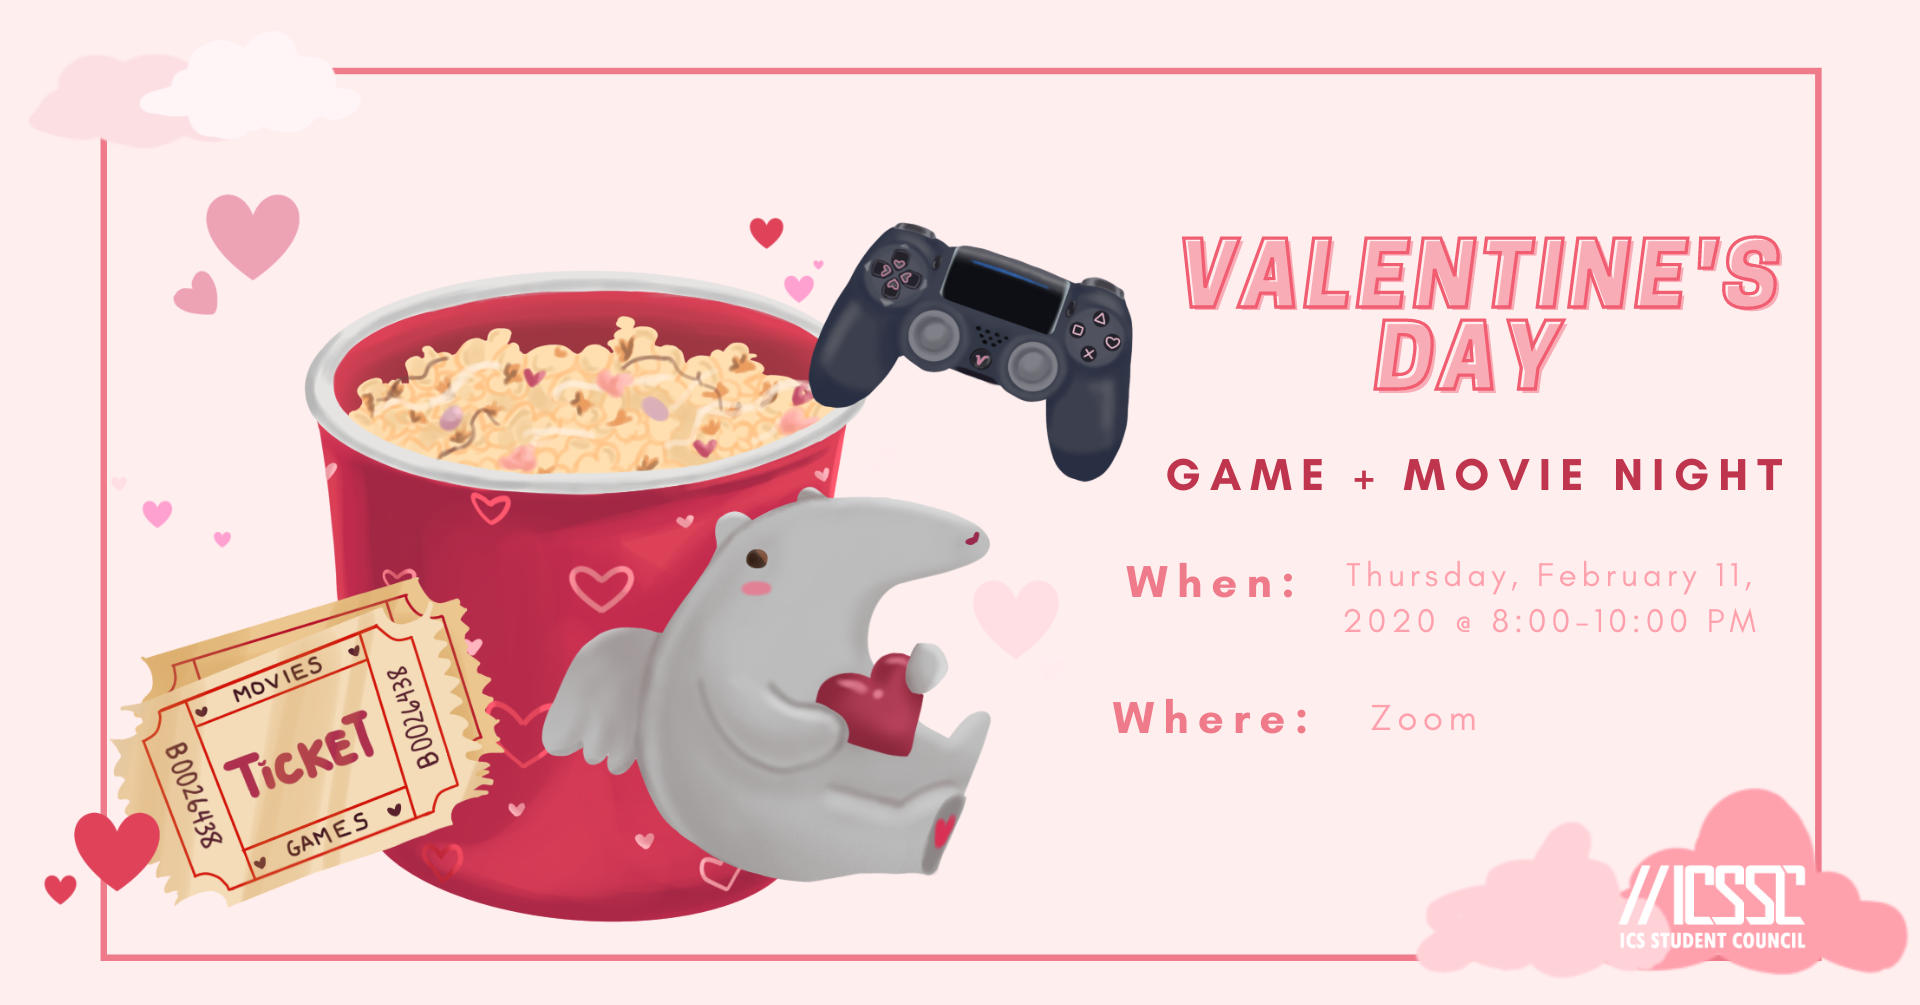 VALENTINE'S
DAY
GAME + MOVIE NIGHT
When: Thursday, February 11,
2020 @ 8:00-10:00 PM
Where: Zoom
MOVIES
TiCKET
GAMES
B0026438
B0026438
//ICSSC
ICS STUDENT COUNCIL